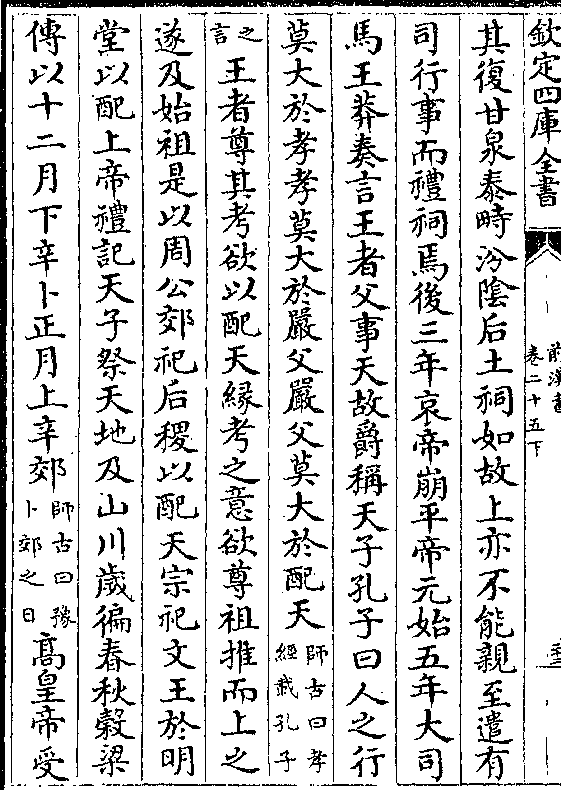 欽定四庫全書
前漢書
卷二十五下
其復甘泉泰畤汾隂后土祠如故上亦不能親至遣有
司行事而禮祠焉後三年哀帝崩平帝元始五年大司
馬王莽奏言王者父事天故爵稱天子孔子曰人之行
莫大於孝孝莫大於嚴父嚴父莫大於配天師古曰孝經載孔子
之言王者尊其考欲以配天緣考之意欲尊祖推而上之
遂及始祖是以周公郊祀后稷以配天宗祀文王於明
堂以配上帝禮記天子祭天地及山川歲徧春秋穀梁
傳以十二月下辛卜正月上辛郊師古曰豫卜郊之日高皇帝受